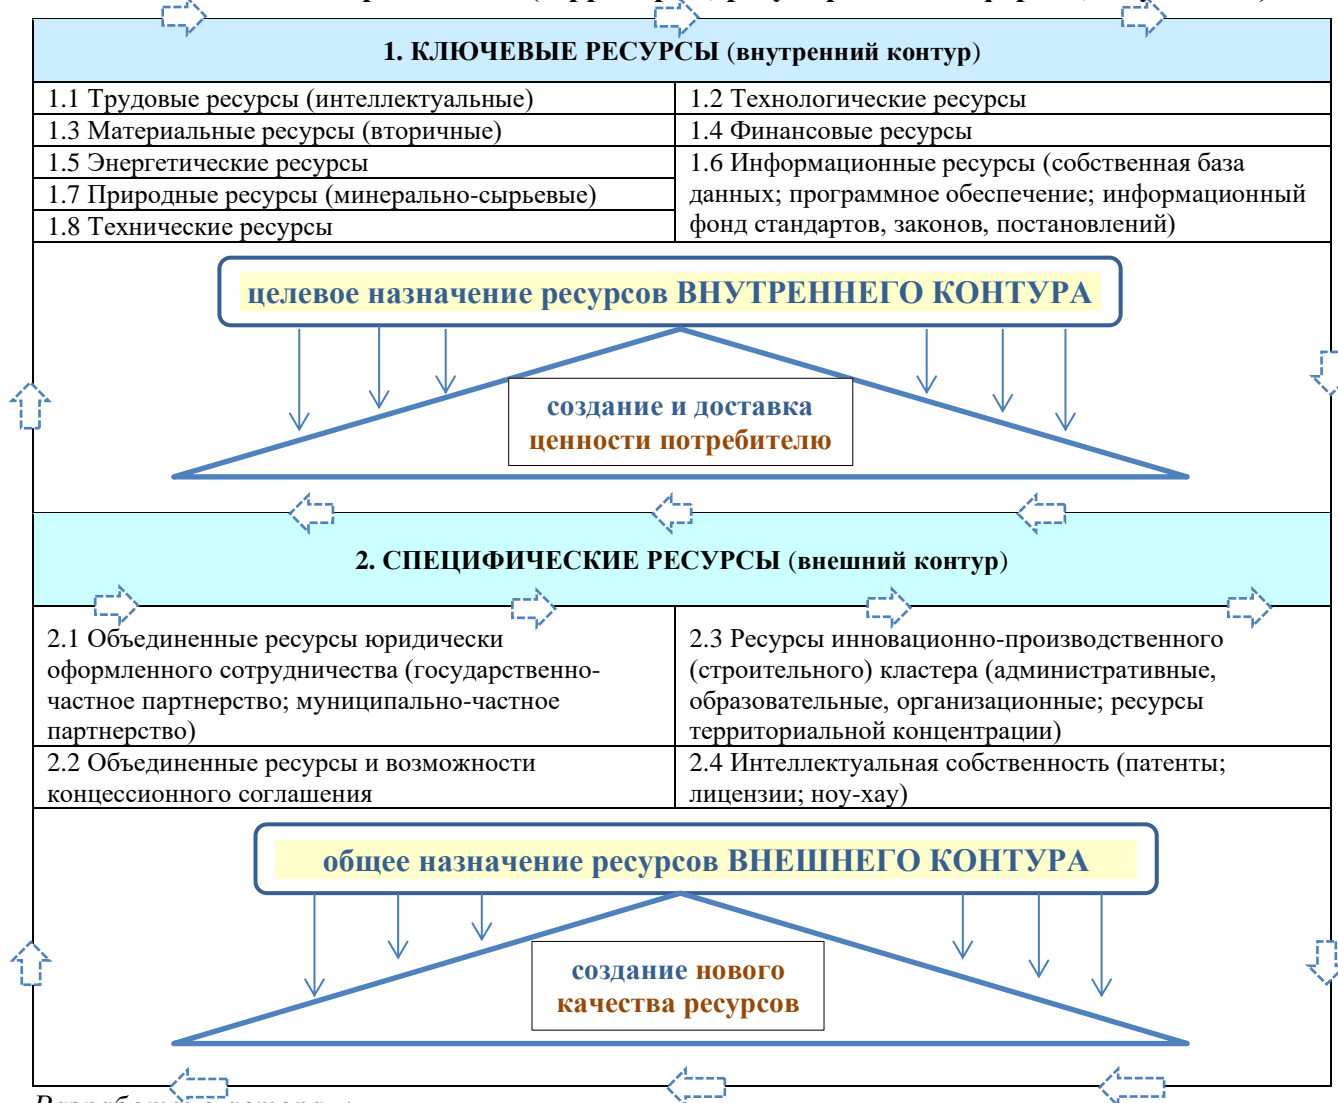 1. КЛЮЧЕВЫЕ РЕСУРСЫ (внутренний контур)
1.1 Трудовые ресурсы (интеллектуальные)
1.2 Технологические ресурсы
1.3 Материальные ресурсы (вторичные)
1.4 Финансовые ресурсы
1.5 Энергетические ресурсы
1.6 Информационные ресурсы (собственная база
данных; программное обеспечение; информационный
фонд стандартов, законов, постановлений)
1.7 Природные ресурсы (минерально-сырьевые)
1.8 Технические ресурсы
целевое назначение ресурсов ВНУТРЕННЕГО КОНТУРА
создание и доставка
ценности потребителю
2. СПЕЦИФИЧЕСКИЕ РЕСУРСЫ (внешний контур)
2.1 Объединенные ресурсы юридически
оформленного сотрудничества (государственно-
частное партнерство; муниципально-частное
партнерство)
2.3 Ресурсы инновационно-производственного
(строительного) кластера (административные,
образовательные, организационные; ресурсы
территориальной концентрации)
2.2 Объединенные ресурсы и возможности
концессионного соглашения
2.4 Интеллектуальная собственность (патенты;
лицензии; ноу-хау)
общее назначение ресурсов ВНЕШНЕГО КОНТУРА
создание нового
качества ресурсов